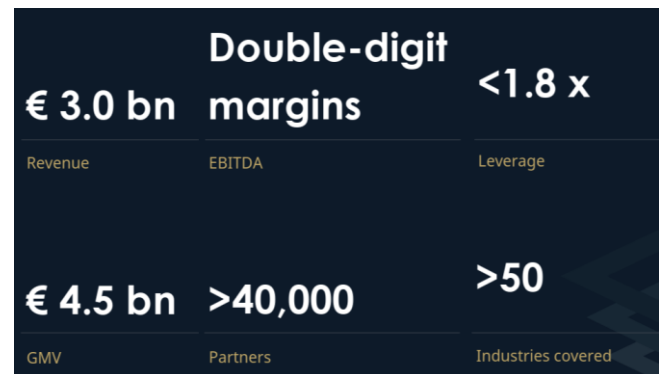 € 3.0 bn
Revenue
Double-digit
margins
EBITDA
<1.8 x
Leverage
€ 4.5 bn
GMV
>40,000
Partners
>50
Industries covered